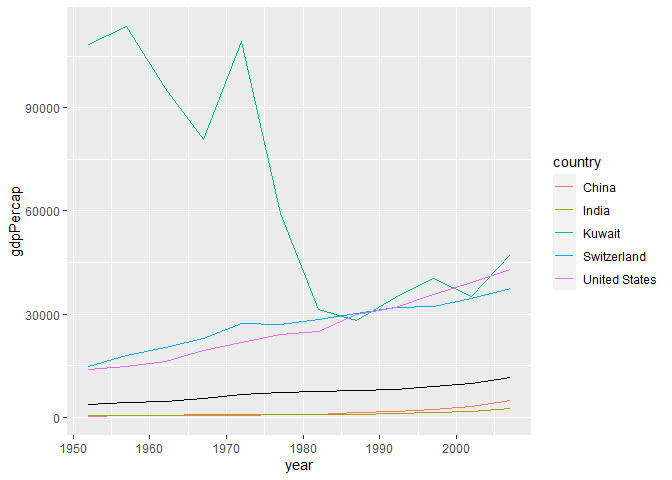 gdpPercap
90000
60000
30000
0
1950
1960
1970
1980
1990
2000
year
country
China
India
Kuwait
Switzerland
United States